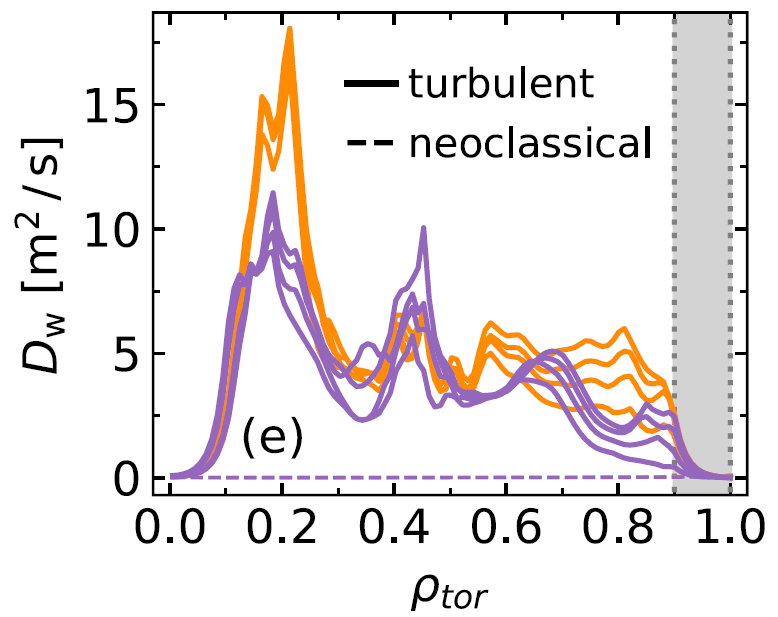 turbulent
neoclassical
15
10
5
0
D_w [m²/s]
(e)
0.0 0.2 0.4 0.6 0.8 1.0
ρ_tor